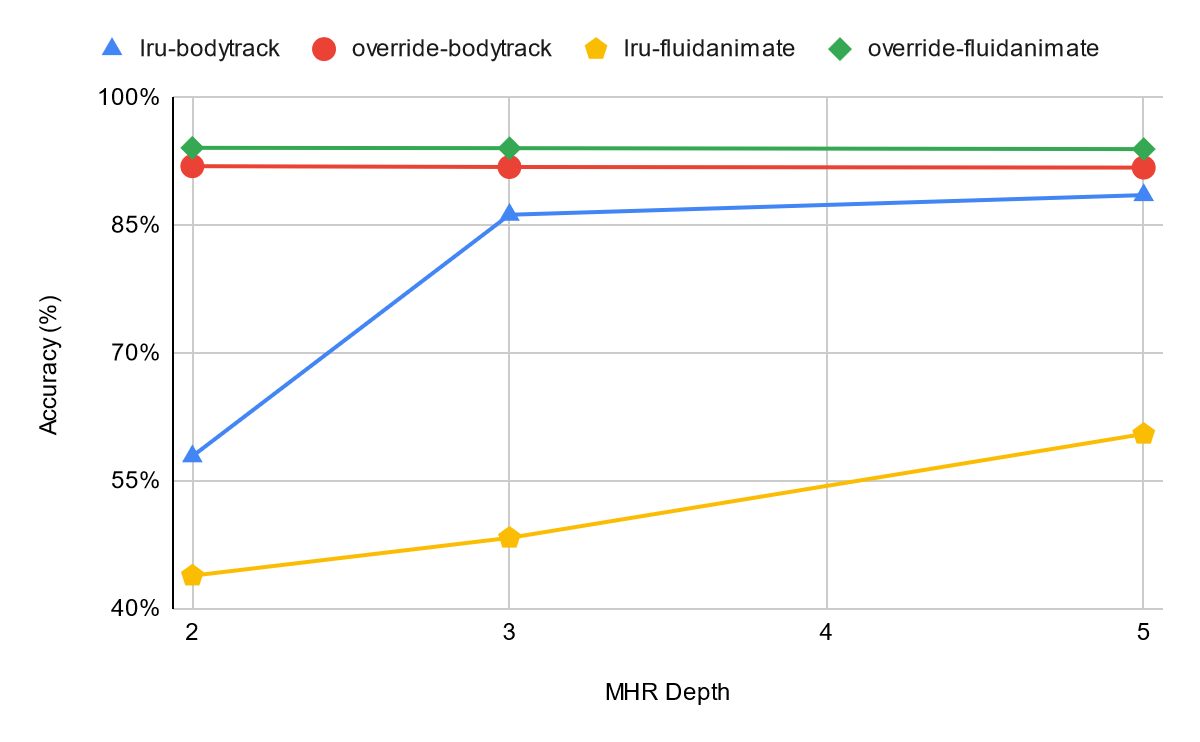 lru-bodytrack override-bodytrack lru-fluidanimate override-fluidanimate
100%
85%
70%
55%
40%
Accuracy (%)
2 3 4 5
MHR Depth